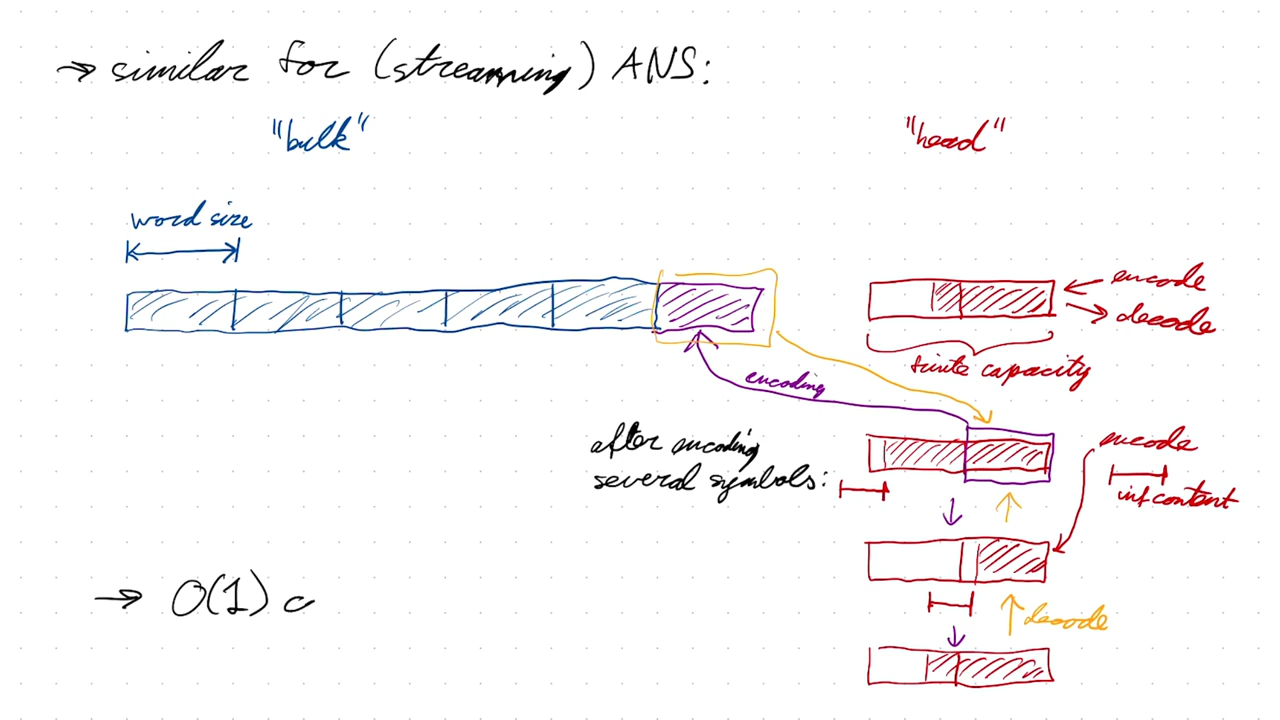 → similar for (streaming) ANS:
"bulk"
"head"
word size
encode
decode
finite capacity
encoding
after encoding
several symbols:
encode
inf content
decode
→ O(1) c